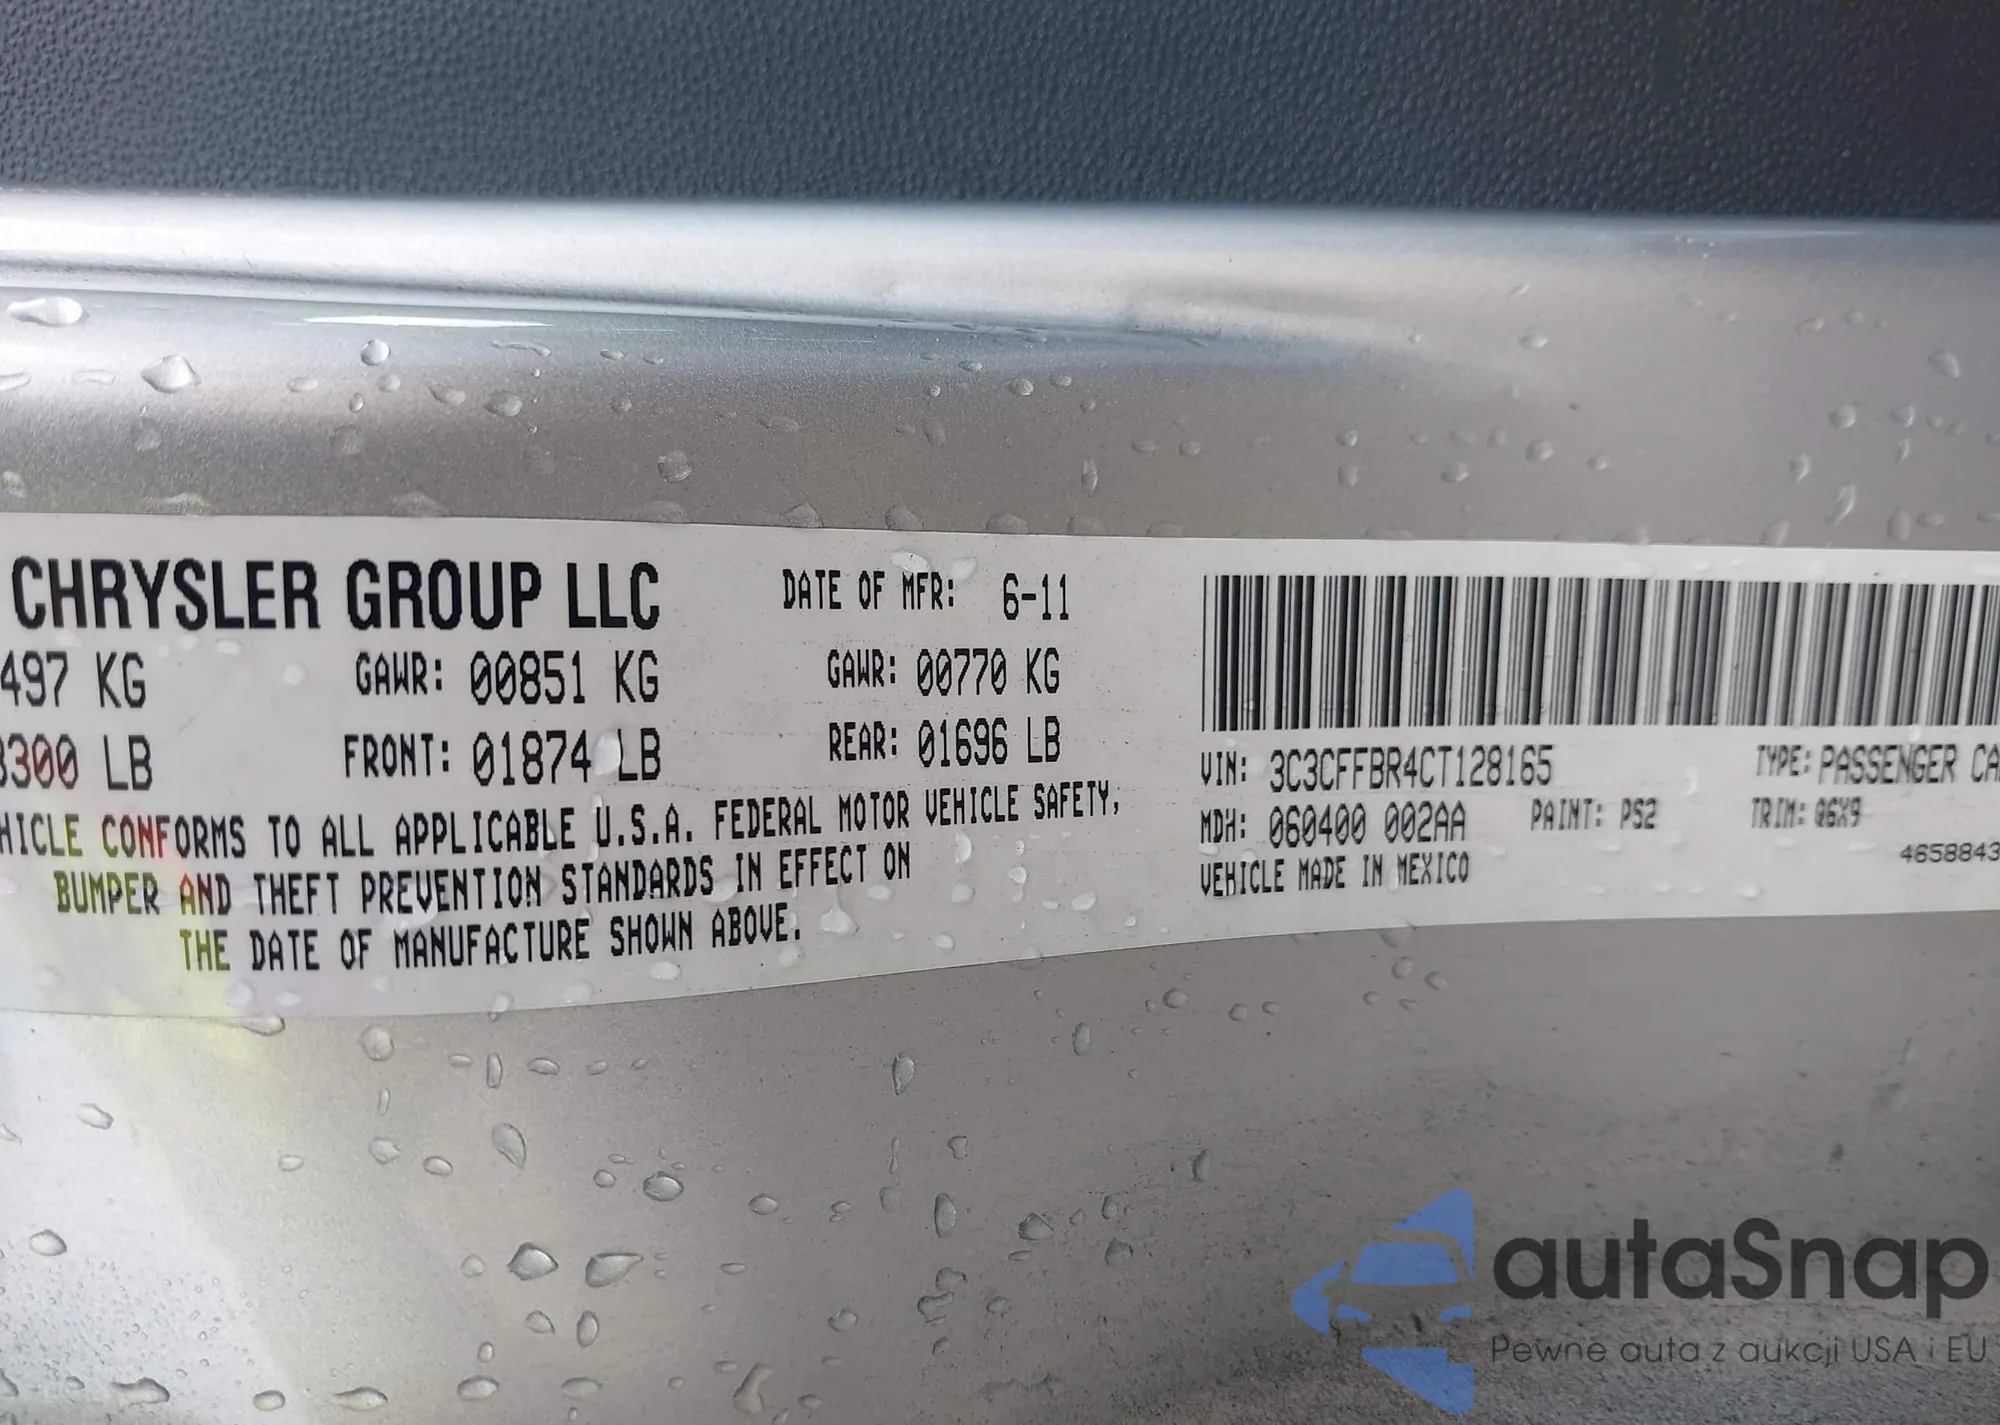 CHRYSLER GROUP LLC DATE OF MFR: 6-11
497 KG GAWR: 00851 KG GAWR: 00770 KG
3300 LB FRONT: 01874 LB REAR: 01696 LB
HICLE CONFORMS TO ALL APPLICABLE U.S.A. FEDERAL MOTOR VEHICLE SAFETY,
BUMPER AND THEFT PREVENTION STANDARDS IN EFFECT ON
THE DATE OF MANUFACTURE SHOWN ABOVE.
VIN: 3C3CFFBR4CT128165 TYPE: PASSENGER CA
MDH: 060400 002AA PAINT: PS2 TRIM: Q6X9
4658843
VEHICLE MADE IN MEXICO
autaSnap
Pewne auta z aukcji USA i EU